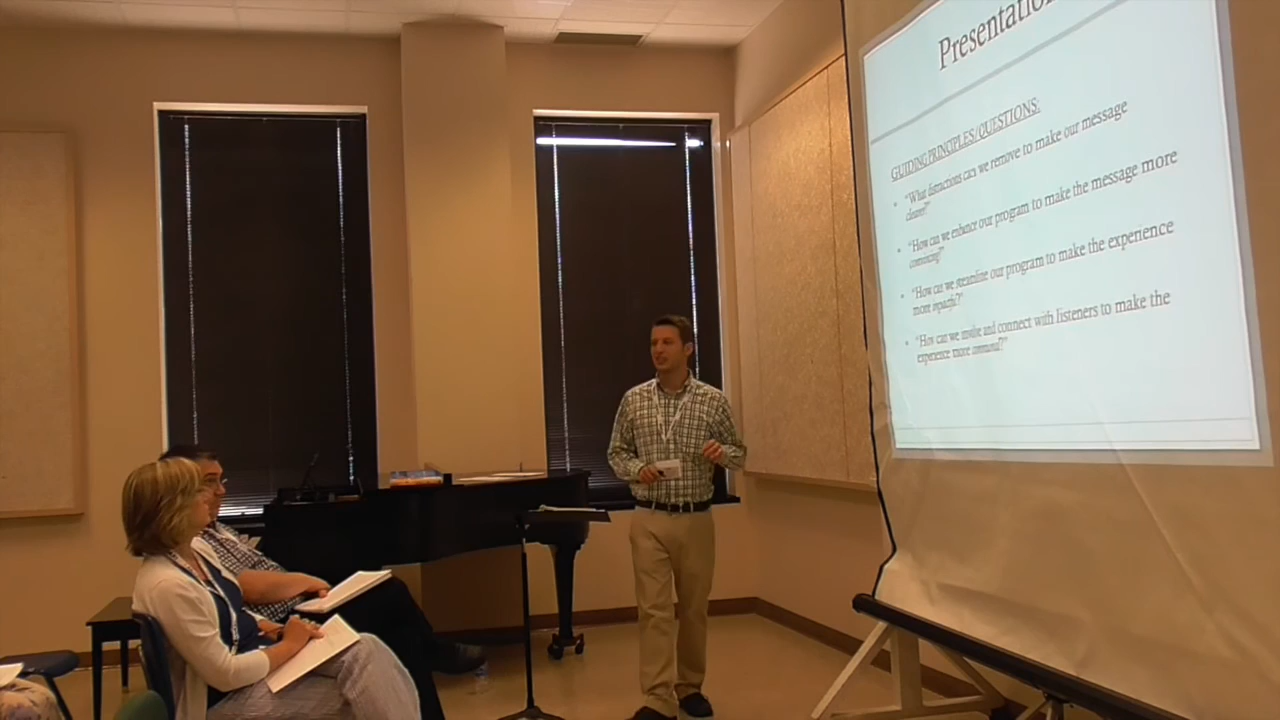 Presentation
GUIDING PRINCIPLES/QUESTIONS:
• "What distractions can we remove to make our message
clearer?"
• "How can we enhance our program to make the message more
convincing?"
• "How can we streamline our program to make the experience
more impactful?"
• "How can we involve and connect with listeners to make the
experience more communal?"